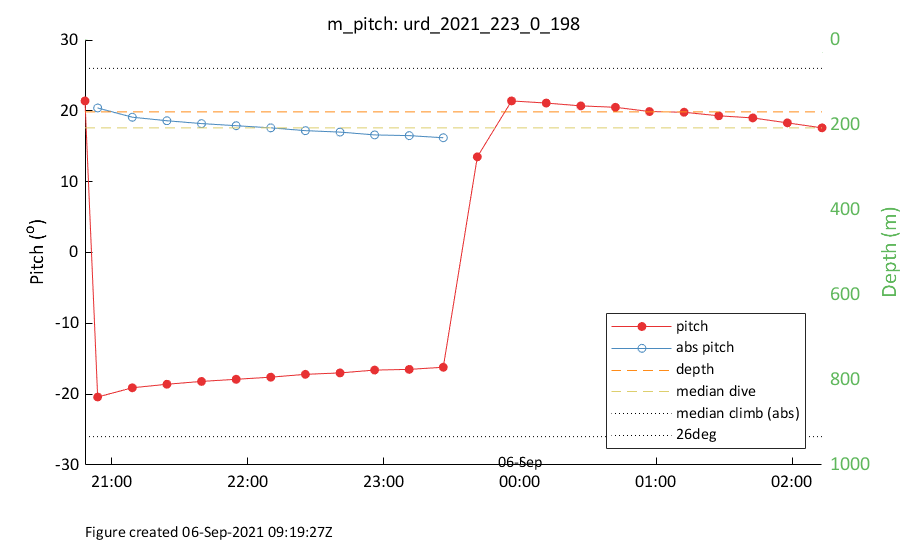 m_pitch: urd_2021_223_0_198
30
20
10
0
-10
-20
-30
Pitch (°)
0
200
400
600
800
1000
Depth (m)
pitch
abs pitch
depth
median dive
median climb (abs)
26deg
06-Sep
21:00 22:00 23:00 00:00 01:00 02:00
Figure created 06-Sep-2021 09:19:27Z